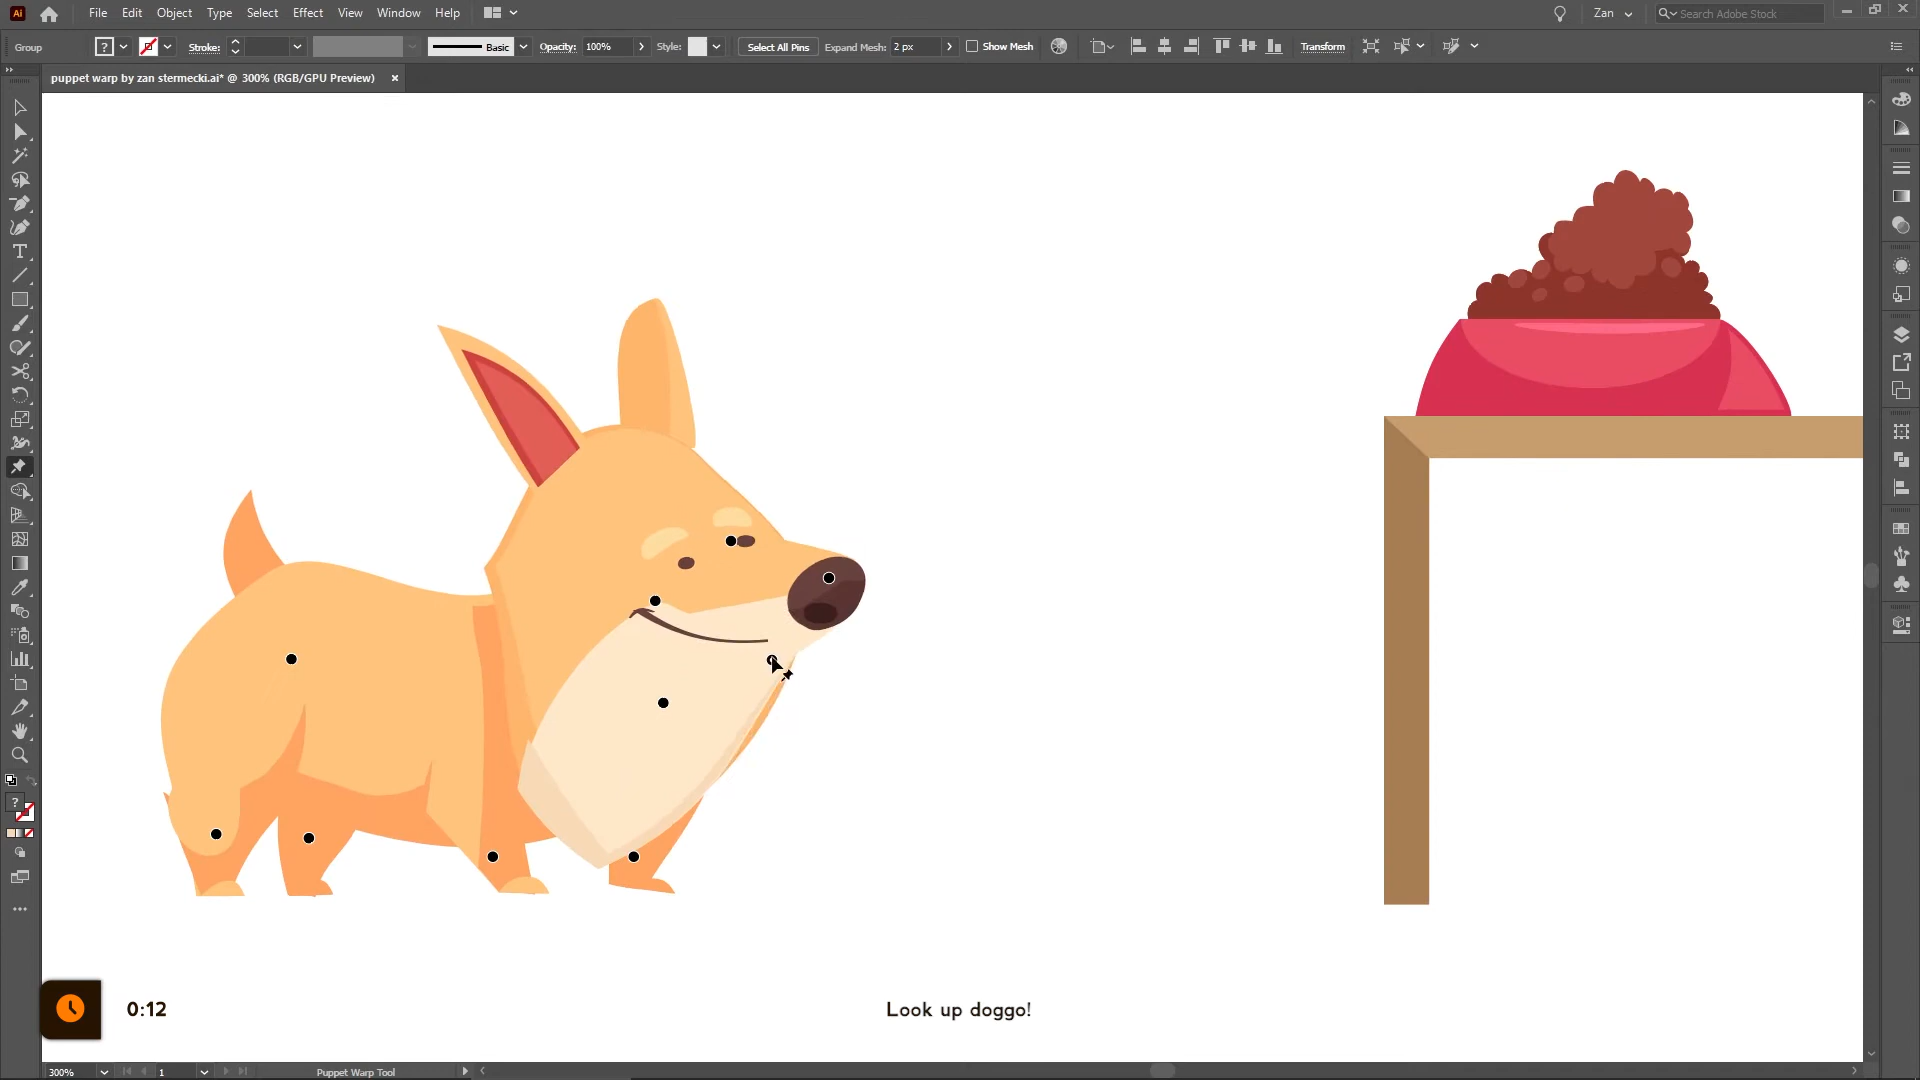 Ai File Edit Object Type Select Effect View Window Help Zan Search Adobe Stock
Group ? Stroke: Basic Opacity: 100% Style: Select All Pins Expand Mesh: 2 px Show Mesh Transform
puppet warp by zan stermecki.ai* @ 300% (RGB/GPU Preview) ×
T
?
0:12 Look up doggo!
300% 1 Puppet Warp Tool